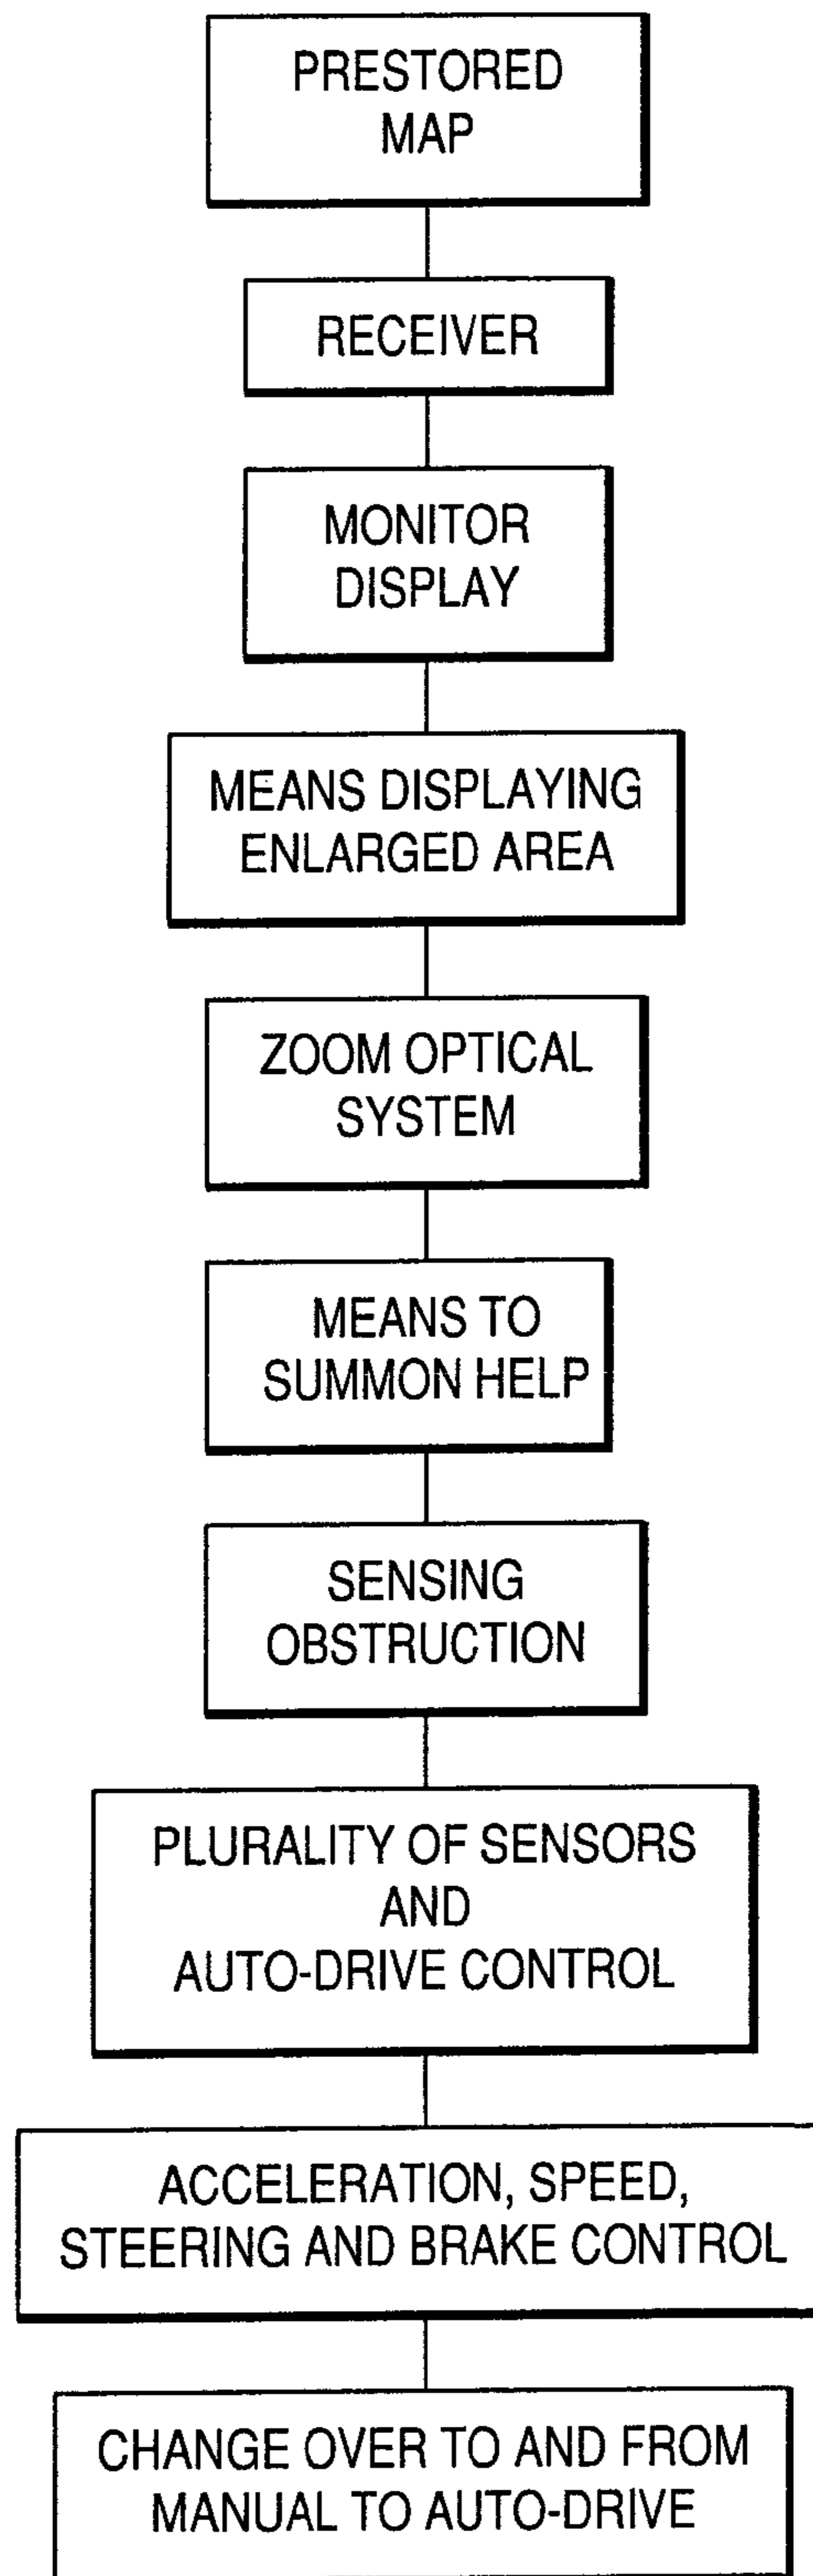 PRESTORED
MAP
RECEIVER
MONITOR
DISPLAY
MEANS DISPLAYING
ENLARGED AREA
ZOOM OPTICAL
SYSTEM
MEANS TO
SUMMON HELP
SENSING
OBSTRUCTION
PLURALITY OF SENSORS
AND
AUTO-DRIVE CONTROL
ACCELERATION, SPEED,
STEERING AND BRAKE CONTROL
CHANGE OVER TO AND FROM
MANUAL TO AUTO-DRIVE